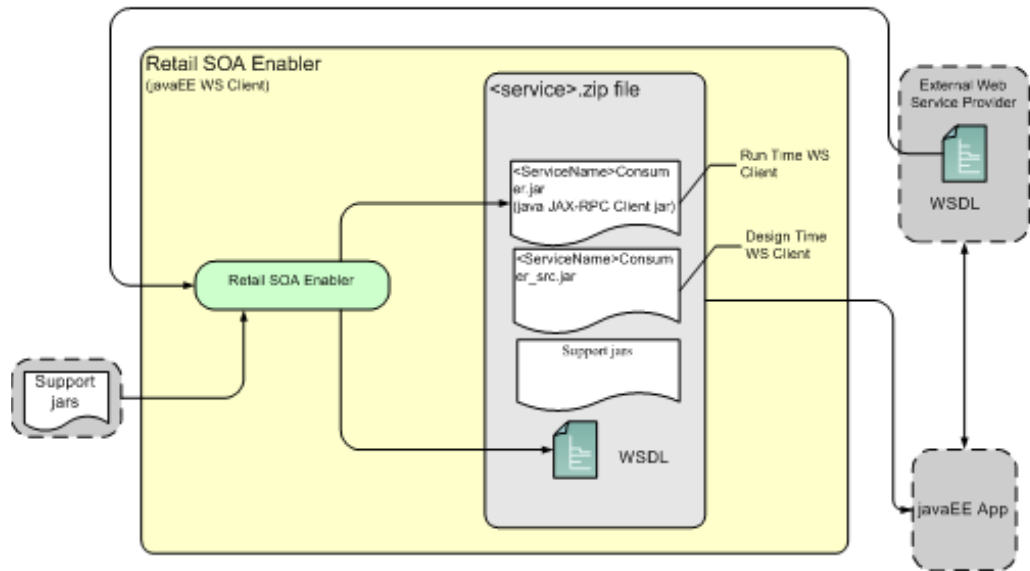 Retail SOA Enabler
(javaEE WS Client)
<service>.zip file
External Web
Service Provider
WSDL
<ServiceName>Consum
er.jar
(java JAX-RPC Client jar)
Run Time WS
Client
<ServiceName>Consum
er_src.jar
Design Time
WS Client
Retail SOA Enabler
Support jars
Support
jars
WSDL
javaEE App